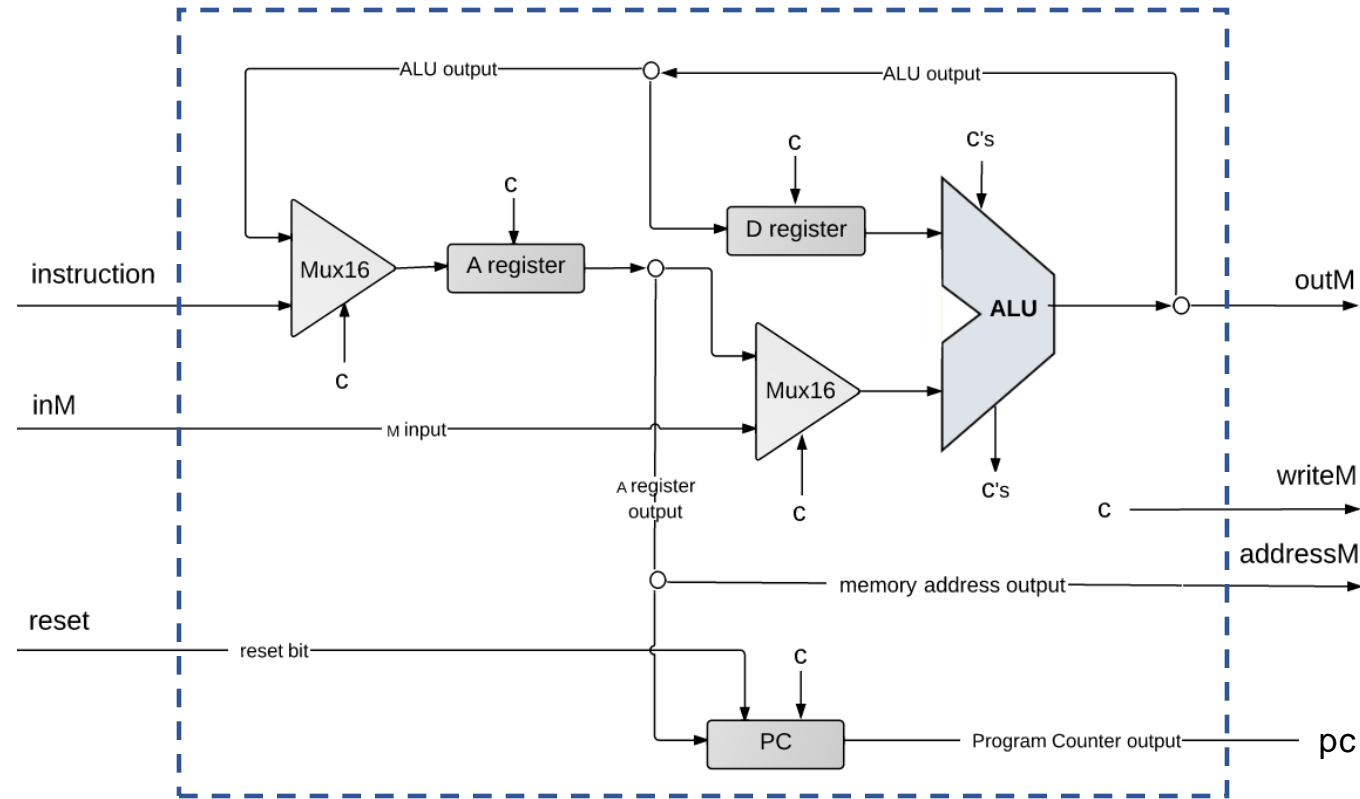 ALU output
ALU output
c
c's
c
D register
Mux16
A register
instruction
ALU
outM
c
Mux16
inM
M input
A register
output
c
c's
writeM
c
addressM
memory address output
reset
reset bit
c
PC
Program Counter output
pc